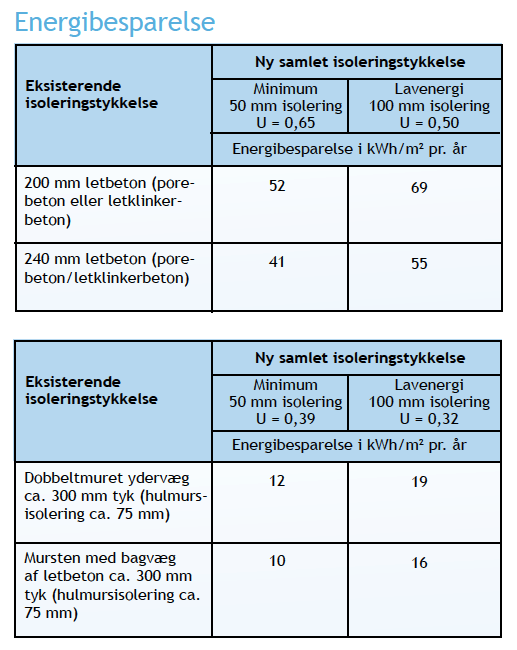 Energibesparelse
Eksisterende
isoleringstykkelse
Ny samlet isoleringstykkelse
Minimum
50 mm isolering
U = 0,65
Lavenergi
100 mm isolering
U = 0,50
Energibesparelse i kWh/m² pr. år
200 mm letbeton (pore-
beton eller letklinker-
beton)
52
69
240 mm letbeton (pore-
beton/letklinkerbeton)
41
55
Eksisterende
isoleringstykkelse
Ny samlet isoleringstykkelse
Minimum
50 mm isolering
U = 0,39
Lavenergi
100 mm isolering
U = 0,32
Energibesparelse i kWh/m² pr. år
Dobbeltmuret ydervæg
ca. 300 mm tyk (hulmurs-
isolering ca. 75 mm)
12
19
Mursten med bagvæg
af letbeton ca. 300 mm
tyk (hulmursisolering ca.
75 mm)
10
16